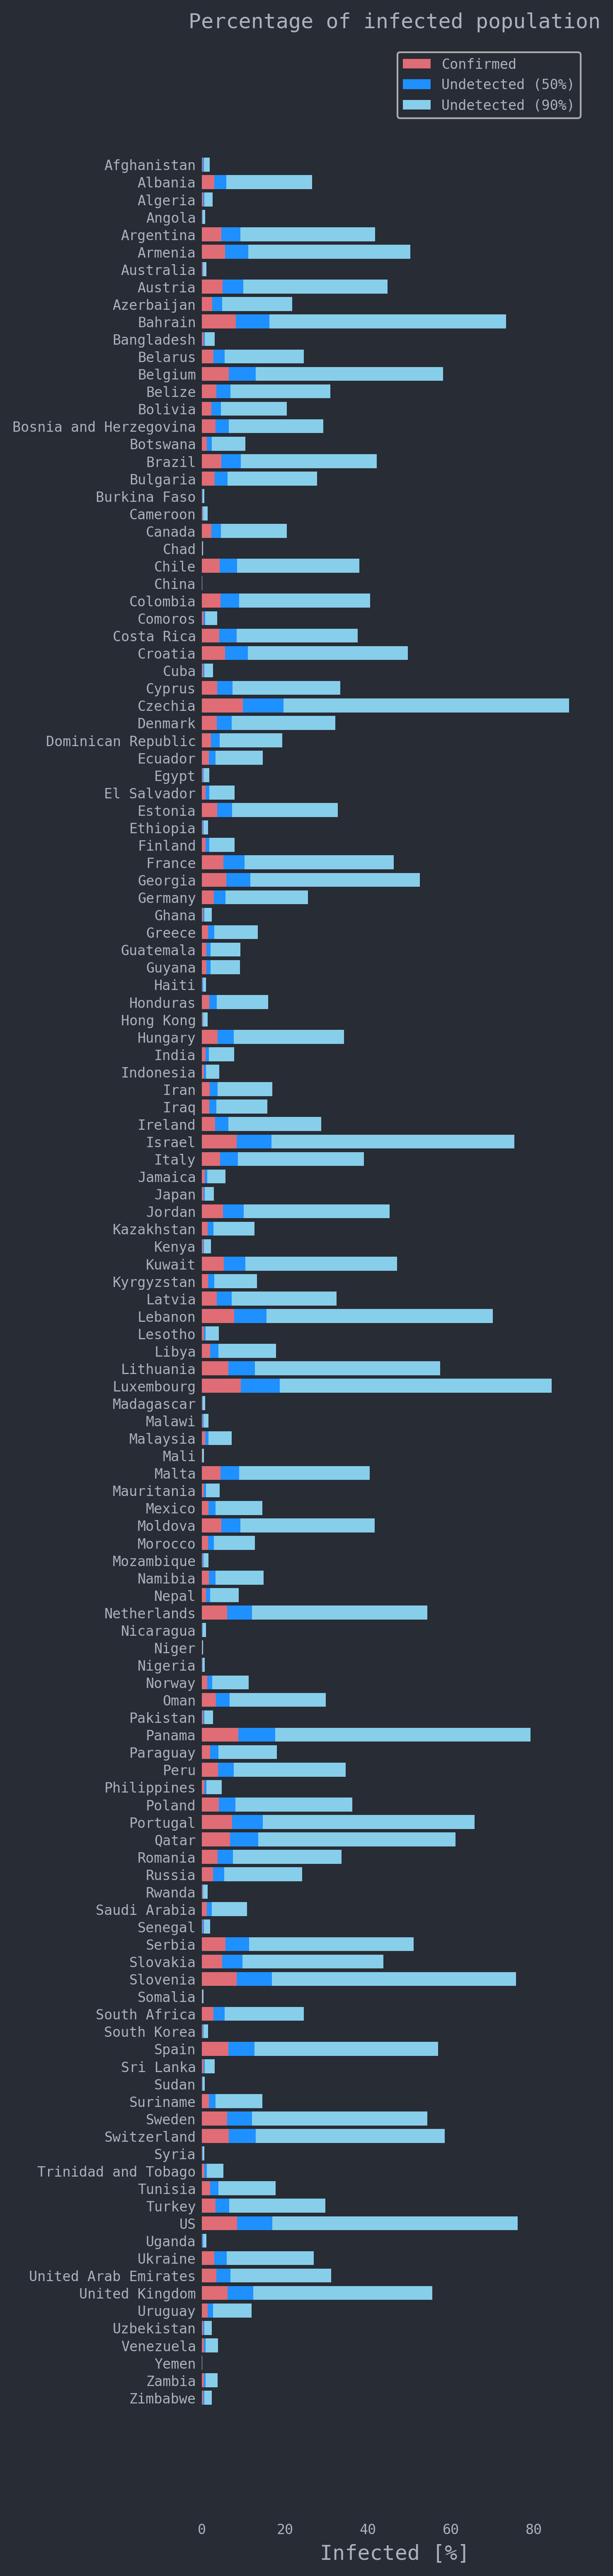 Percentage of infected population
Confirmed
Undetected (50%)
Undetected (90%)
Afghanistan
Albania
Algeria
Angola
Argentina
Armenia
Australia
Austria
Azerbaijan
Bahrain
Bangladesh
Belarus
Belgium
Belize
Bolivia
Bosnia and Herzegovina
Botswana
Brazil
Bulgaria
Burkina Faso
Cameroon
Canada
Chad
Chile
China
Colombia
Comoros
Costa Rica
Croatia
Cuba
Cyprus
Czechia
Denmark
Dominican Republic
Ecuador
Egypt
El Salvador
Estonia
Ethiopia
Finland
France
Georgia
Germany
Ghana
Greece
Guatemala
Guyana
Haiti
Honduras
Hong Kong
Hungary
India
Indonesia
Iran
Iraq
Ireland
Israel
Italy
Jamaica
Japan
Jordan
Kazakhstan
Kenya
Kuwait
Kyrgyzstan
Latvia
Lebanon
Lesotho
Libya
Lithuania
Luxembourg
Madagascar
Malawi
Malaysia
Mali
Malta
Mauritania
Mexico
Moldova
Morocco
Mozambique
Namibia
Nepal
Netherlands
Nicaragua
Niger
Nigeria
Norway
Oman
Pakistan
Panama
Paraguay
Peru
Philippines
Poland
Portugal
Qatar
Romania
Russia
Rwanda
Saudi Arabia
Senegal
Serbia
Slovakia
Slovenia
Somalia
South Africa
South Korea
Spain
Sri Lanka
Sudan
Suriname
Sweden
Switzerland
Syria
Trinidad and Tobago
Tunisia
Turkey
US
Uganda
Ukraine
United Arab Emirates
United Kingdom
Uruguay
Uzbekistan
Venezuela
Yemen
Zambia
Zimbabwe
0 20 40 60 80
Infected [%]